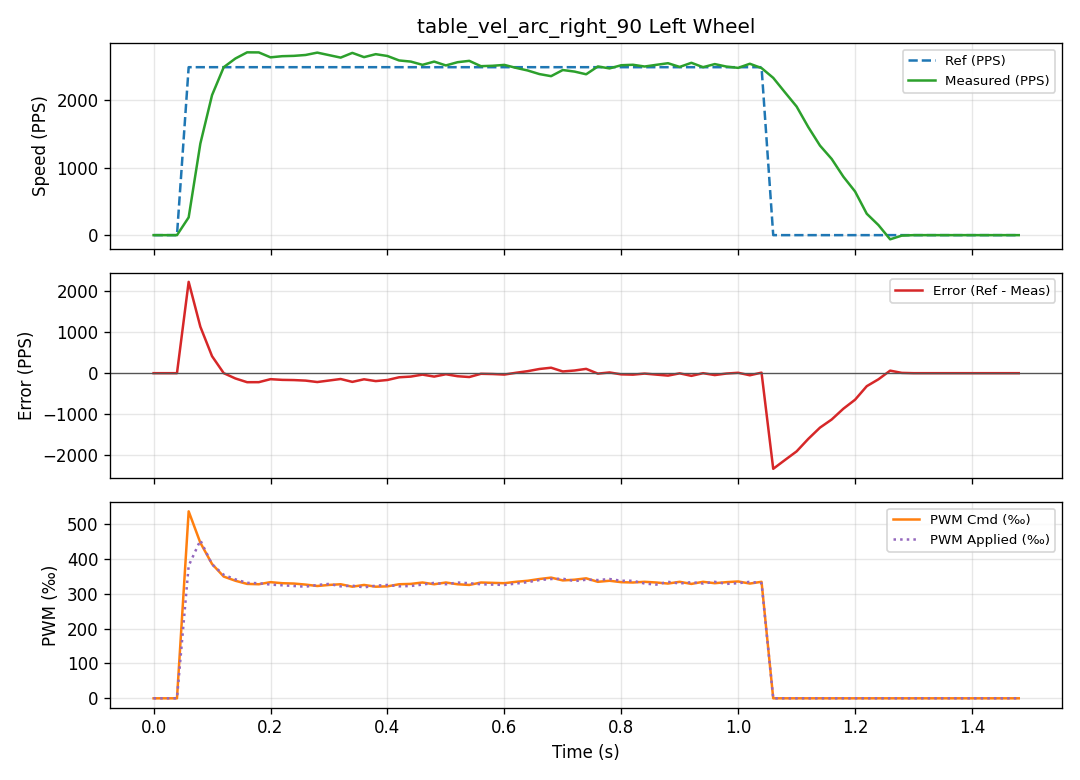 table_vel_arc_right_90 Left Wheel
Speed (PPS)
2000
1000
0
Ref (PPS)
Measured (PPS)
Error (PPS)
2000
1000
0
−1000
−2000
Error (Ref - Meas)
PWM (‰)
500
400
300
200
100
0
PWM Cmd (‰)
PWM Applied (‰)
0.0 0.2 0.4 0.6 0.8 1.0 1.2 1.4
Time (s)